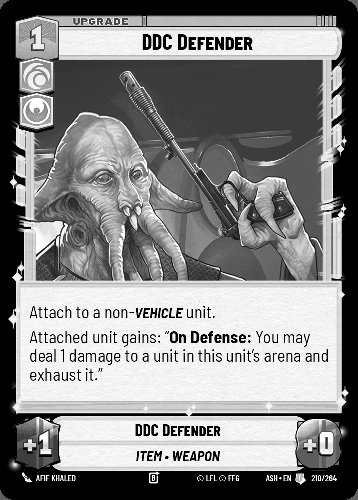 UPGRADE
1
DDC DEFENDER
Attach to a non-VEHICLE unit.
Attached unit gains: “On Defense: You may
deal 1 damage to a unit in this unit’s arena and
exhaust it.”
+1
DDC DEFENDER
+0
ITEM • WEAPON
AFIF KHALED
© LFL © FFG
ASH • EN
210/264